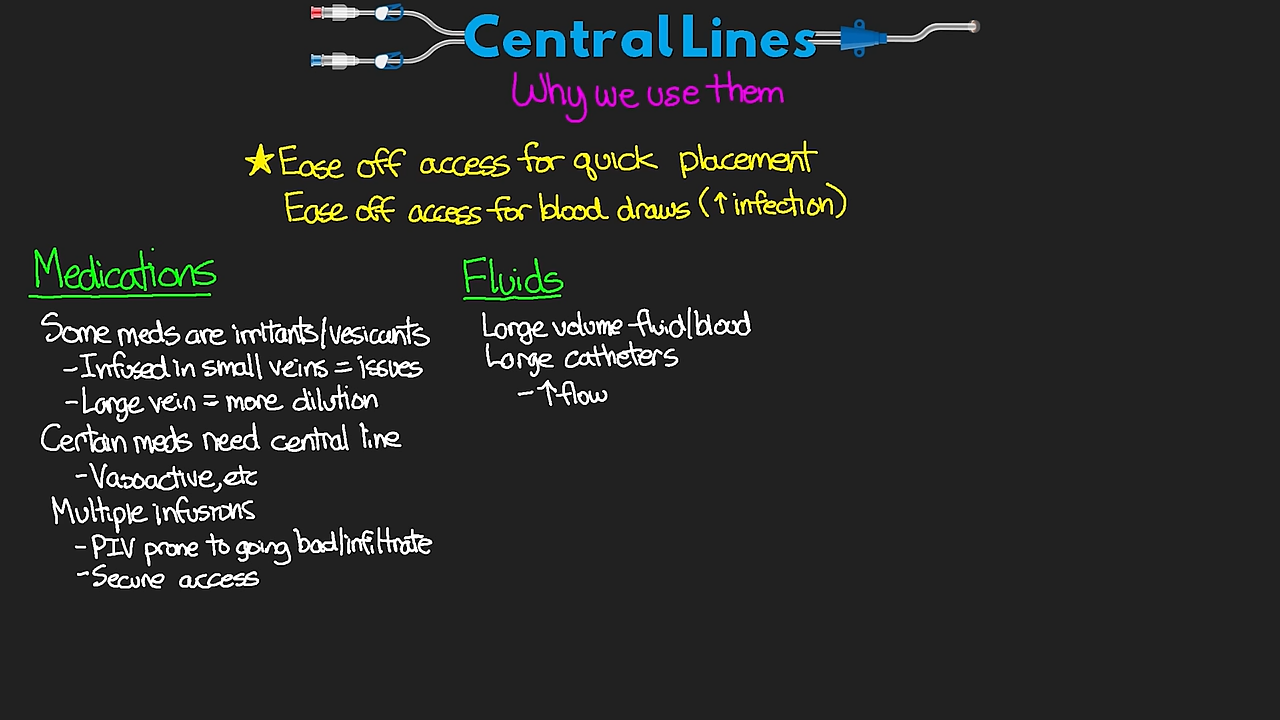 Central Lines
Why we use them
★Ease off access for quick placement
Ease off access for blood draws (↑infection)
Medications
Some meds are irritants/vesicants
-Infused in small veins = issues
-Large vein = more dilution
Certain meds need central line
-Vasoactive, etc
Multiple infusions
-PIV prone to going bad/infiltrate
-Secure access
Fluids
Large volume fluid/blood
Large catheters
-↑flow